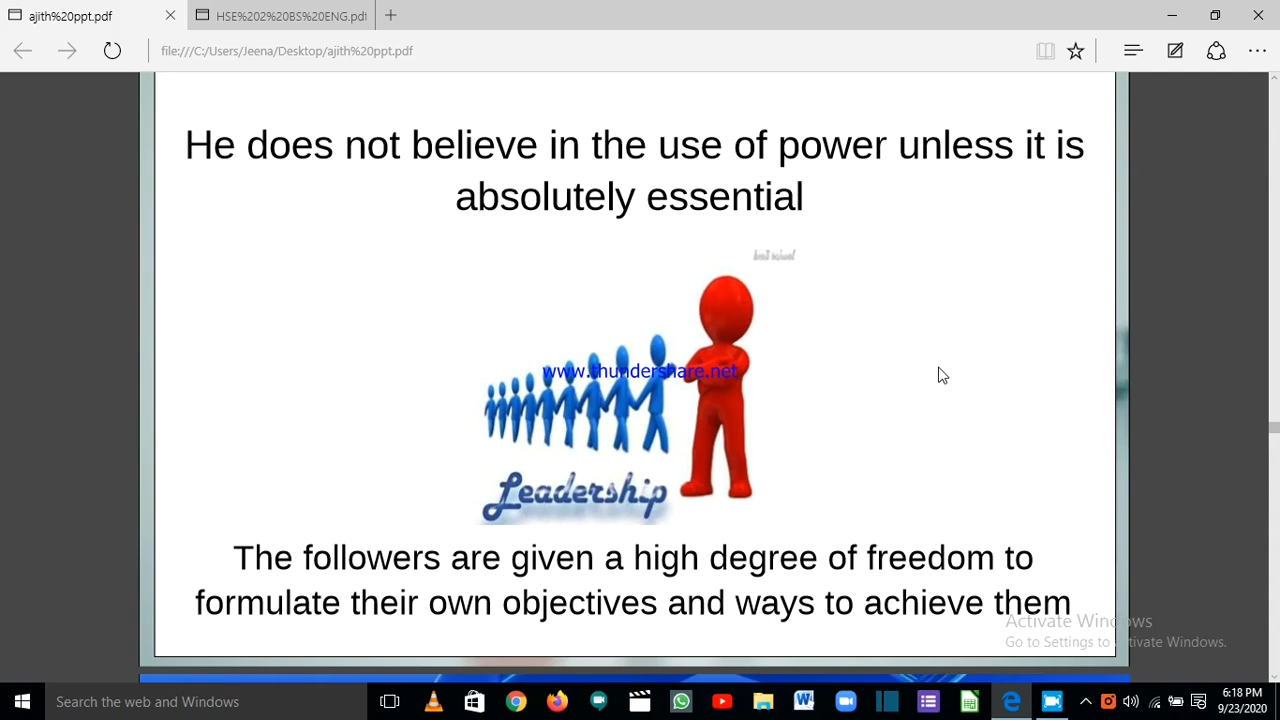 ajith%20ppt.pdf
HSE%202%20BS%20ENG.pd
file:///C:/Users/Jeena/Desktop/ajith%20ppt.pdf
He does not believe in the use of power unless it is
absolutely essential
www.thundershare.net
Leadership
The followers are given a high degree of freedom to
formulate their own objectives and ways to achieve them
Activate Windows
Go to Settings to activate Windows.
Search the web and Windows
6:18 PM
9/23/2020